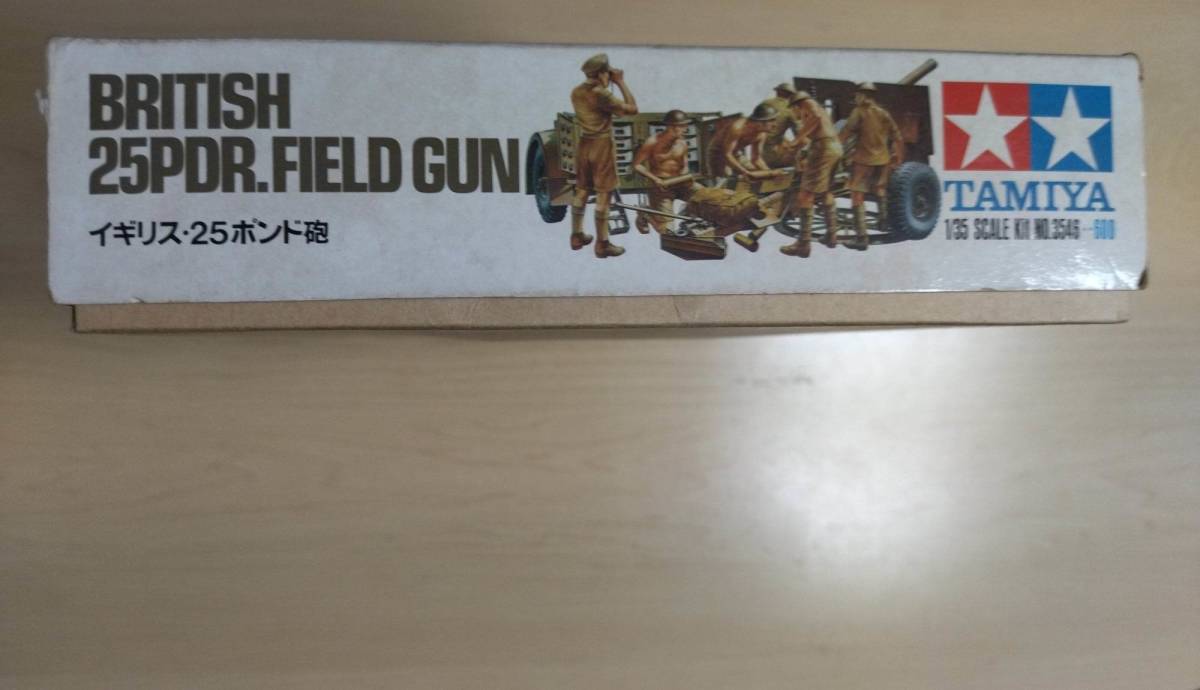 BRITISH
25PDR.FIELD GUN
イギリス・25ポンド砲
TAMIYA
1/35 SCALE Kit NO.3546--600